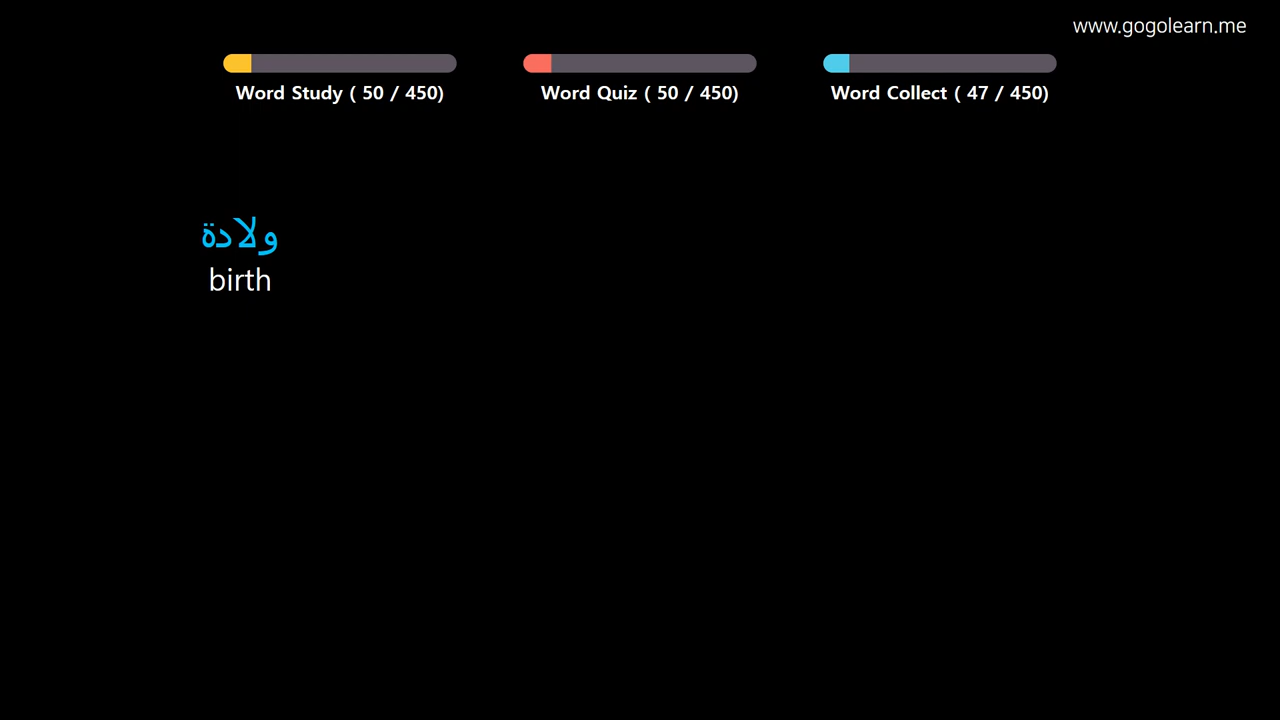 www.gogolearn.me
Word Study ( 50 / 450)
Word Quiz ( 50 / 450)
Word Collect ( 47 / 450)
ولادة
birth